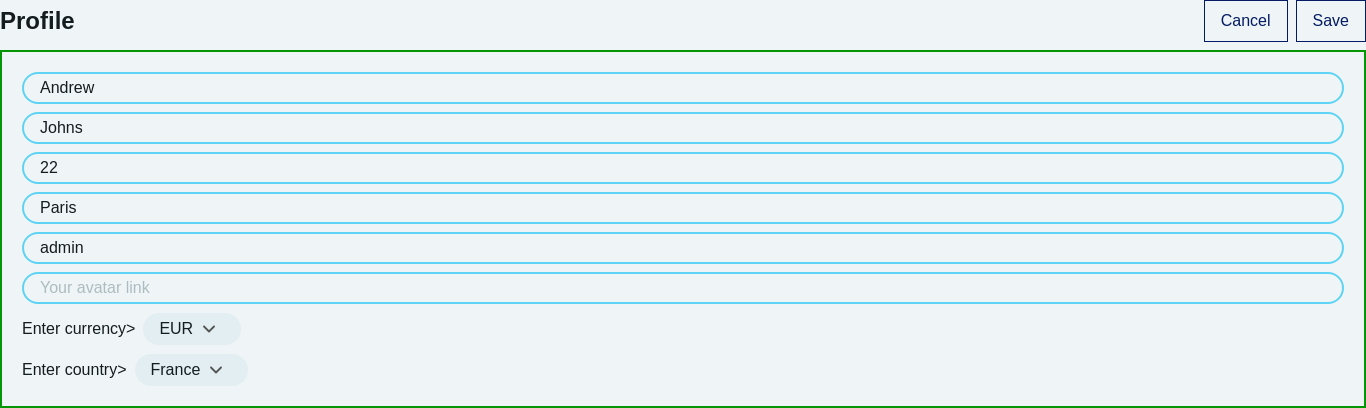 Profile
Cancel
Save
Andrew
Johns
22
Paris
admin
Your avatar link
Enter currency> EUR
Enter country> France